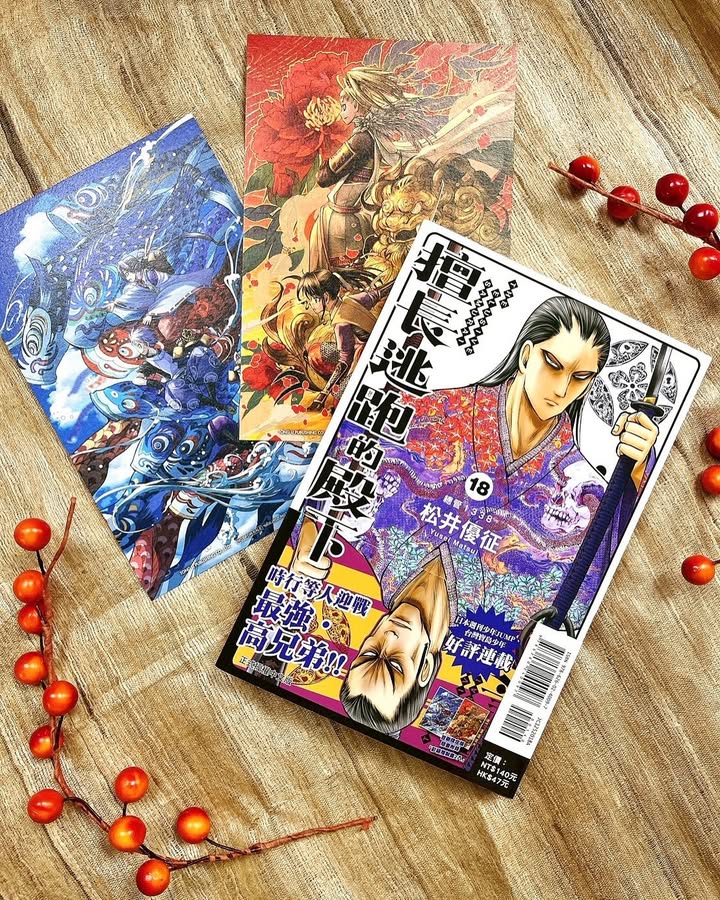 擅長逃跑的殿下
18
松井優征
Yusei Matsui
時行等人迎戰
最強・
高兄弟!!
日本週刊少年JUMP、
台灣寶島少年
好評連載
定價：
NT$140元
HK$47元